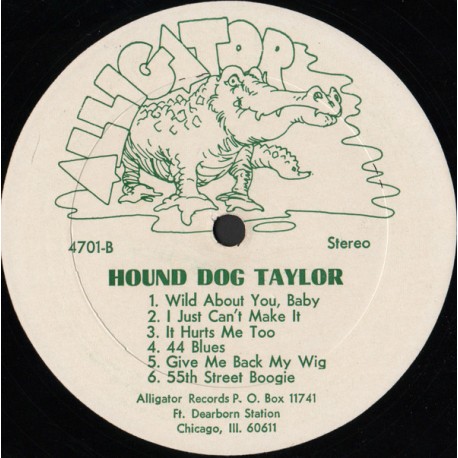 ALLIGATOR
4701-B
Stereo
HOUND DOG TAYLOR
1. Wild About You, Baby
2. I Just Can't Make It
3. It Hurts Me Too
4. 44 Blues
5. Give Me Back My Wig
6. 55th Street Boogie
Alligator Records P. O. Box 11741
Ft. Dearborn Station
Chicago, Ill. 60611